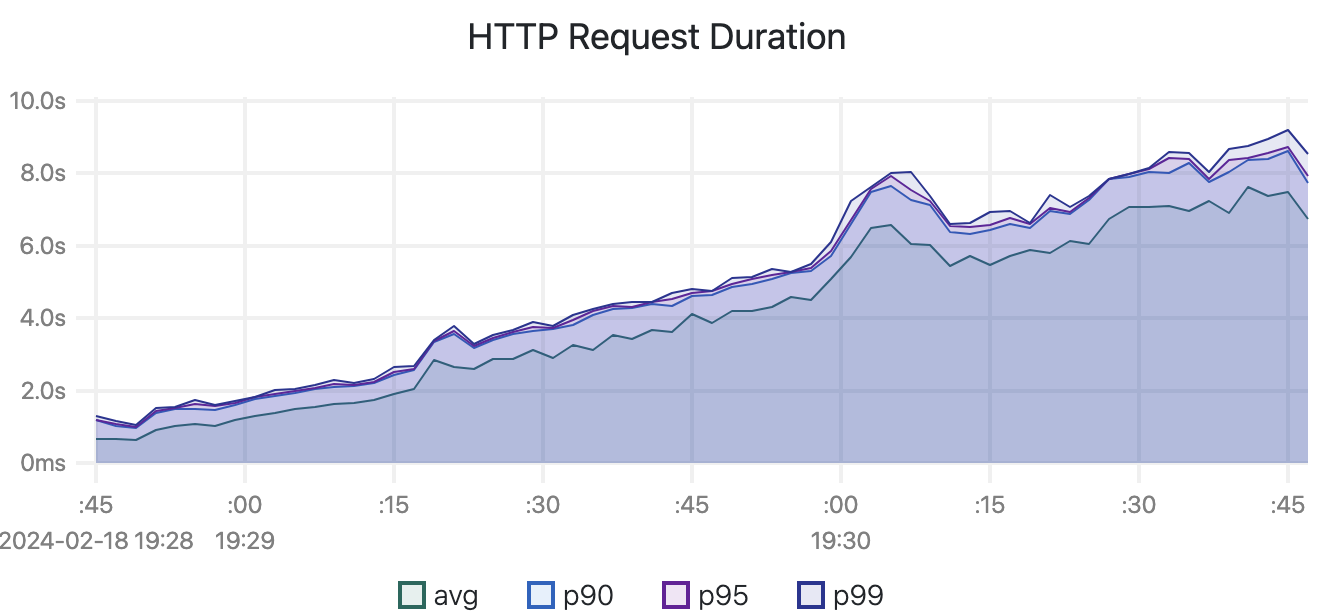 HTTP Request Duration
10.0s
8.0s
6.0s
4.0s
2.0s
0ms
:45 :00 :15 :30 :45 :00 :15 :30 :45
2024-02-18 19:28 19:29 19:30
avg p90 p95 p99